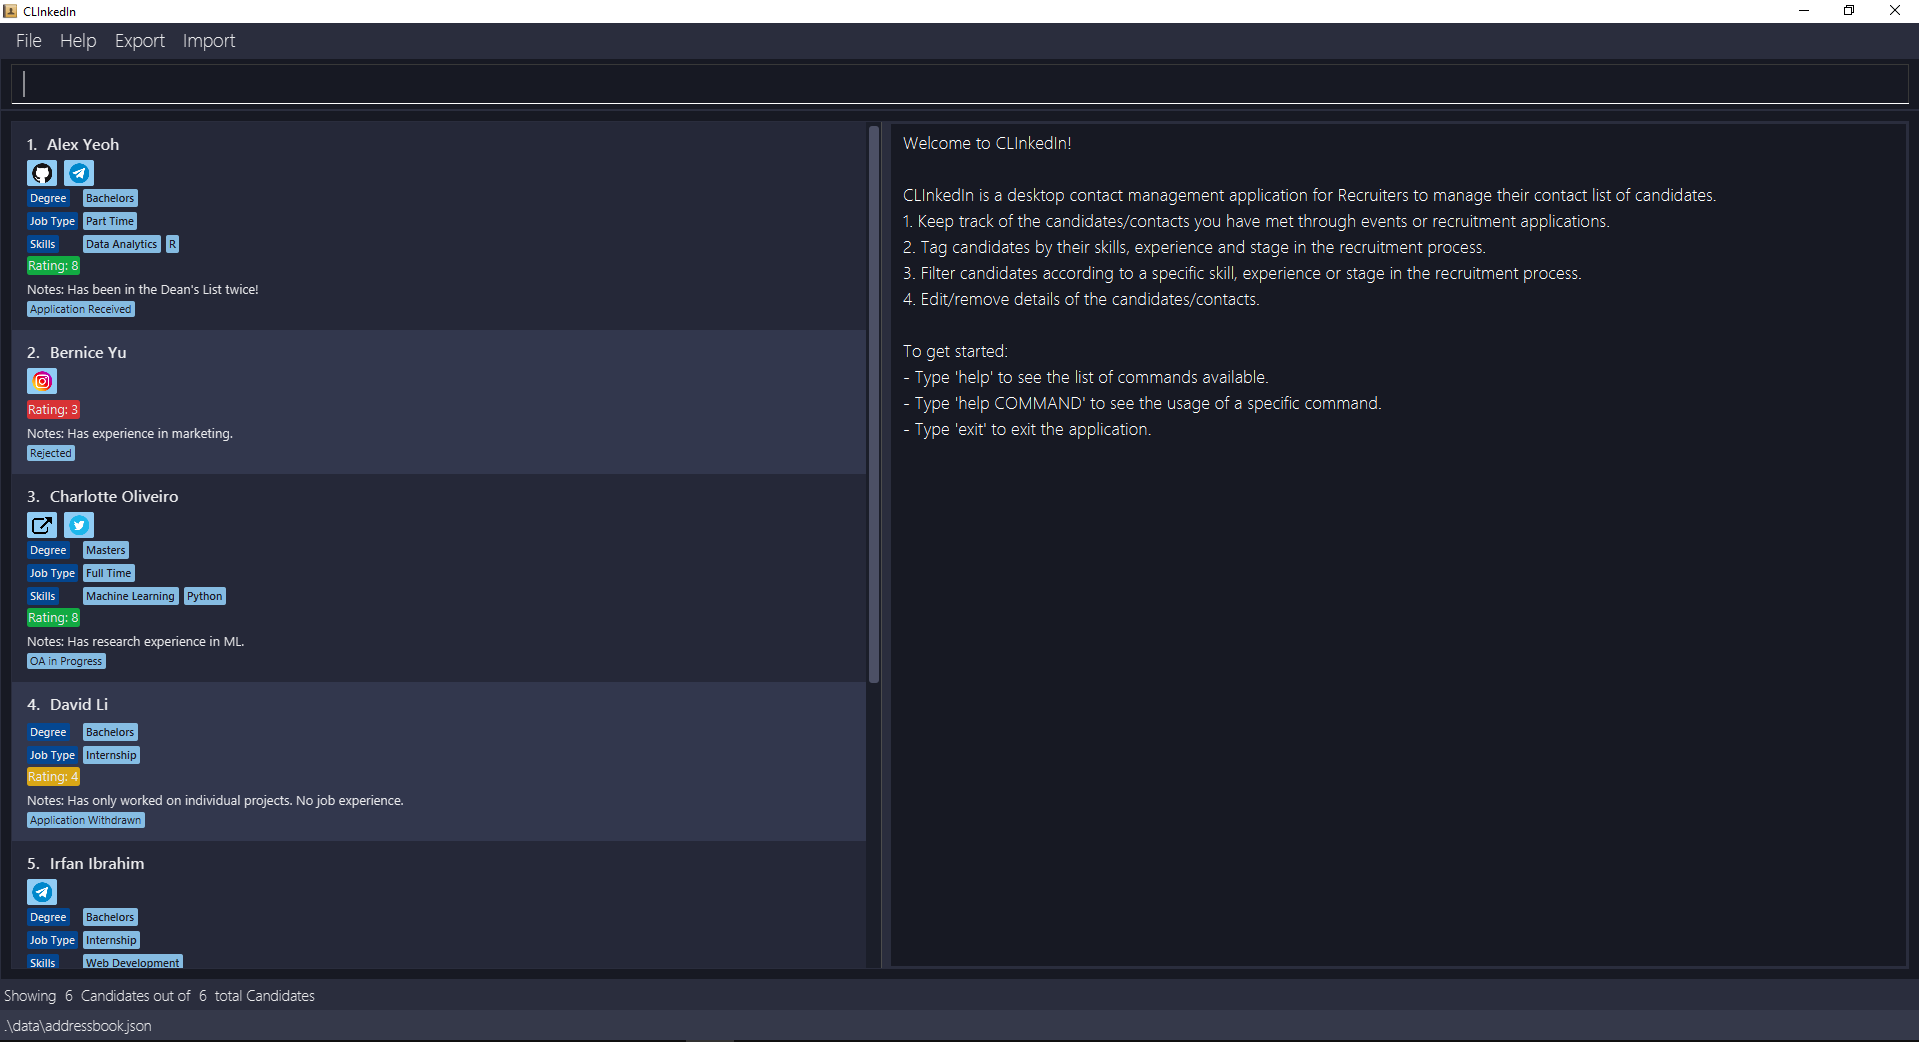 CLInkedIn
File Help Export Import
1. Alex Yeoh
Degree Bachelors
Job Type Part Time
Skills Data Analytics R
Rating: 8
Notes: Has been in the Dean's List twice!
Application Received
2. Bernice Yu
Rating: 3
Notes: Has experience in marketing.
Rejected
3. Charlotte Oliveiro
Degree Masters
Job Type Full Time
Skills Machine Learning Python
Rating: 8
Notes: Has research experience in ML.
OA in Progress
4. David Li
Degree Bachelors
Job Type Internship
Rating: 4
Notes: Has only worked on individual projects. No job experience.
Application Withdrawn
5. Irfan Ibrahim
Degree Bachelors
Job Type Internship
Skills Web Development
Welcome to CLInkedIn!
CLInkedIn is a desktop contact management application for Recruiters to manage their contact list of candidates.
1. Keep track of the candidates/contacts you have met through events or recruitment applications.
2. Tag candidates by their skills, experience and stage in the recruitment process.
3. Filter candidates according to a specific skill, experience or stage in the recruitment process.
4. Edit/remove details of the candidates/contacts.
To get started:
- Type 'help' to see the list of commands available.
- Type 'help COMMAND' to see the usage of a specific command.
- Type 'exit' to exit the application.
Showing 6 Candidates out of 6 total Candidates
.\data\addressbook.json